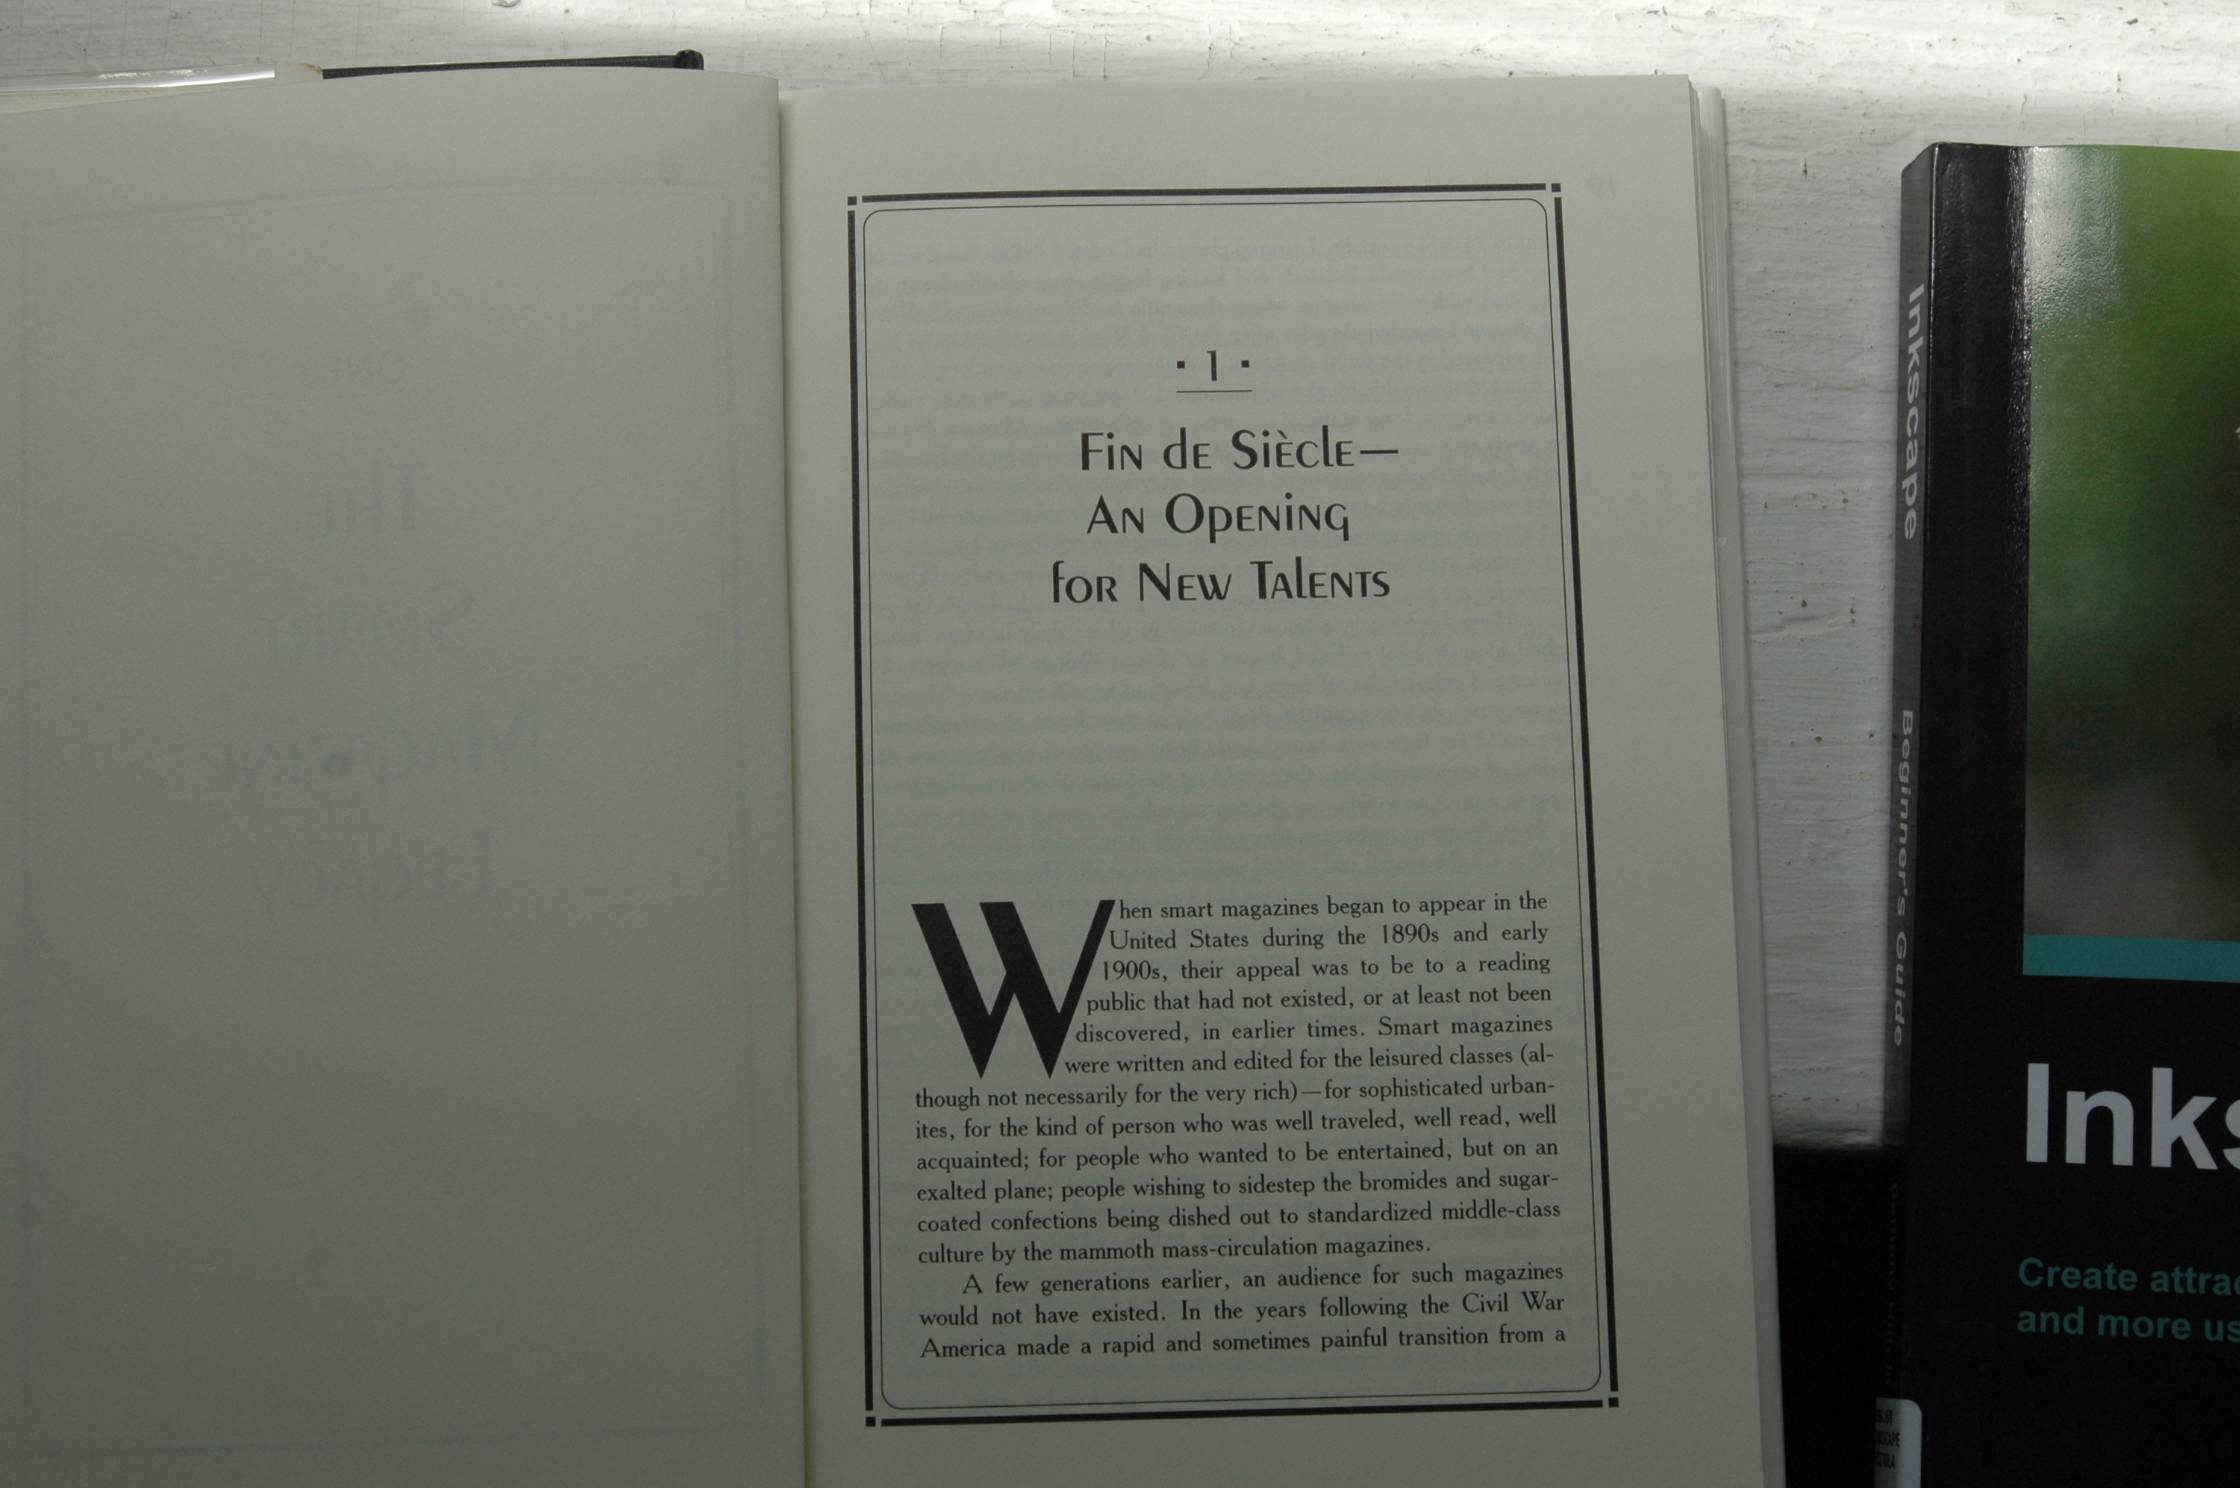 ONE
The
Smart
Magazine
Legacy
· 1 ·
Fin de Siècle—
An Opening
for New Talents
When smart magazines began to appear in the
United States during the 1890s and early
1900s, their appeal was to be to a reading
public that had not existed, or at least not been
discovered, in earlier times. Smart magazines
were written and edited for the leisured classes (al-
though not necessarily for the very rich)—for sophisticated urban-
ites, for the kind of person who was well traveled, well read, well
acquainted; for people who wanted to be entertained, but on an
exalted plane; people wishing to sidestep the bromides and sugar-
coated confections being dished out to standardized middle-class
culture by the mammoth mass-circulation magazines.
A few generations earlier, an audience for such magazines
would not have existed. In the years following the Civil War
America made a rapid and sometimes painful transition from a
Inkscape
Beginner's Guide
Inks
Create attrac
and more us